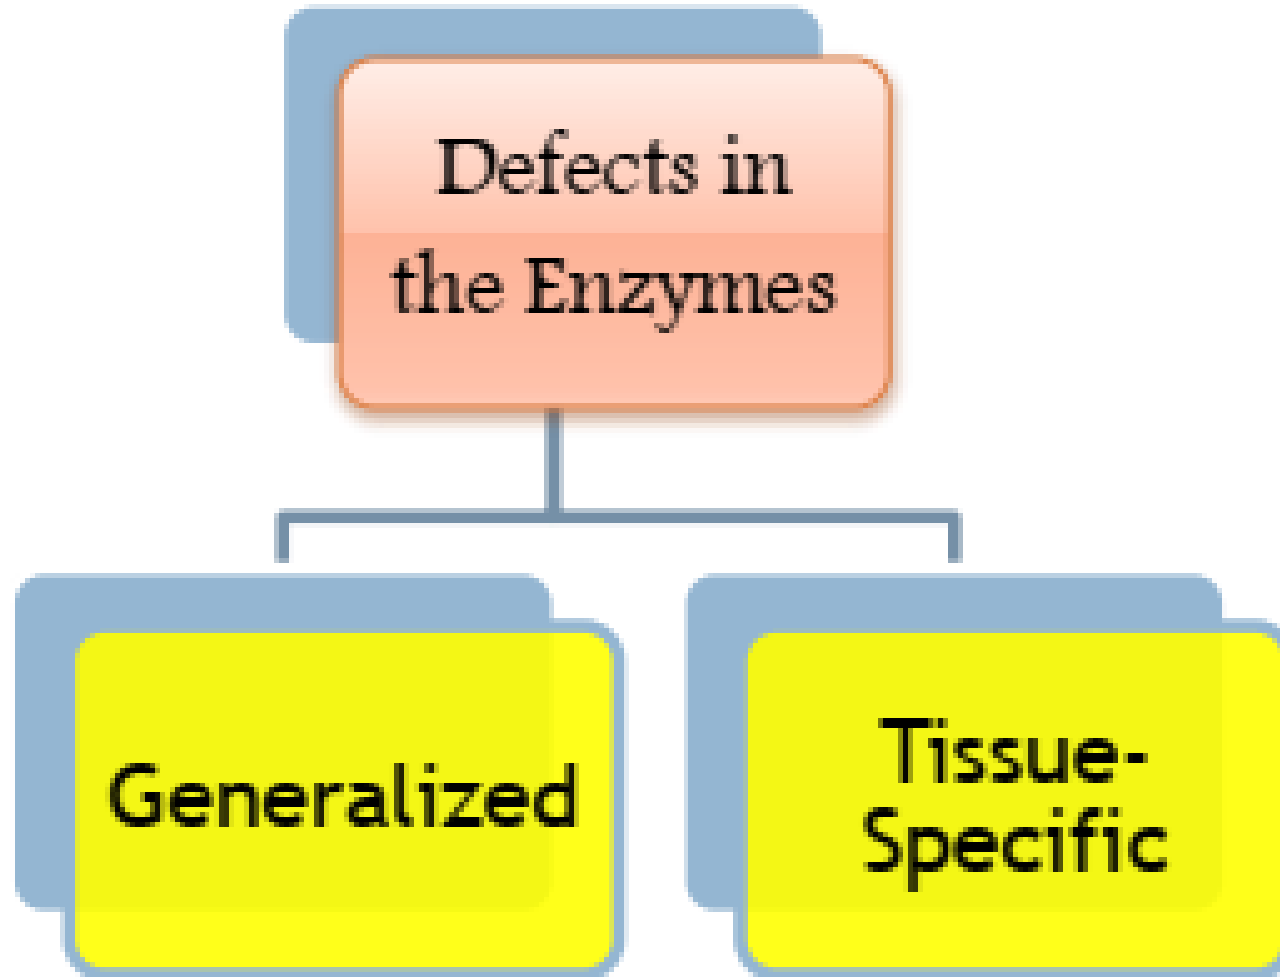 Defects in
the Enzymes
Generalized
Tissue-
Specific